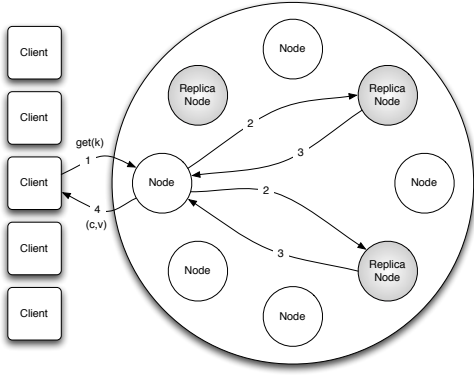 Client
Client
Client
Client
Client
get(k)
1
4
(c,v)
Node
Replica
Node
Replica
Node
2
3
Node
Node
2
3
Replica
Node
Node
Node